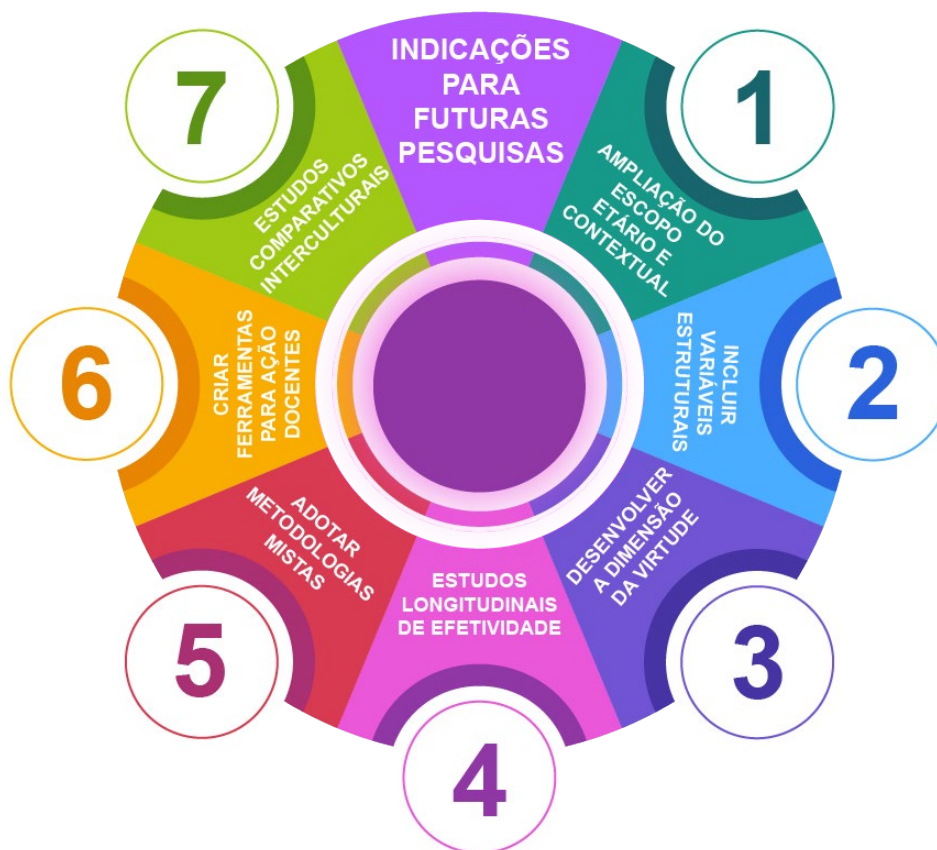 INDICAÇÕES
PARA
FUTURAS
PESQUISAS
1
AMPLIAÇÃO DO
ESCOPO
ETÁRIO E
CONTEXTUAL
2
INCLUIR
VARIÁVEIS
ESTRUTURAIS
3
DESENVOLVER
A DIMENSÃO
DA VIRTUDE
4
ESTUDOS
LONGITUDINAIS
DE EFETIVIDADE
5
ADOTAR
METODOLOGIAS
MISTAS
6
CRIAR
FERRAMENTAS
PARA AÇÃO
DOCENTES
7
ESTUDOS
COMPARATIVOS
INTERCULTURAIS